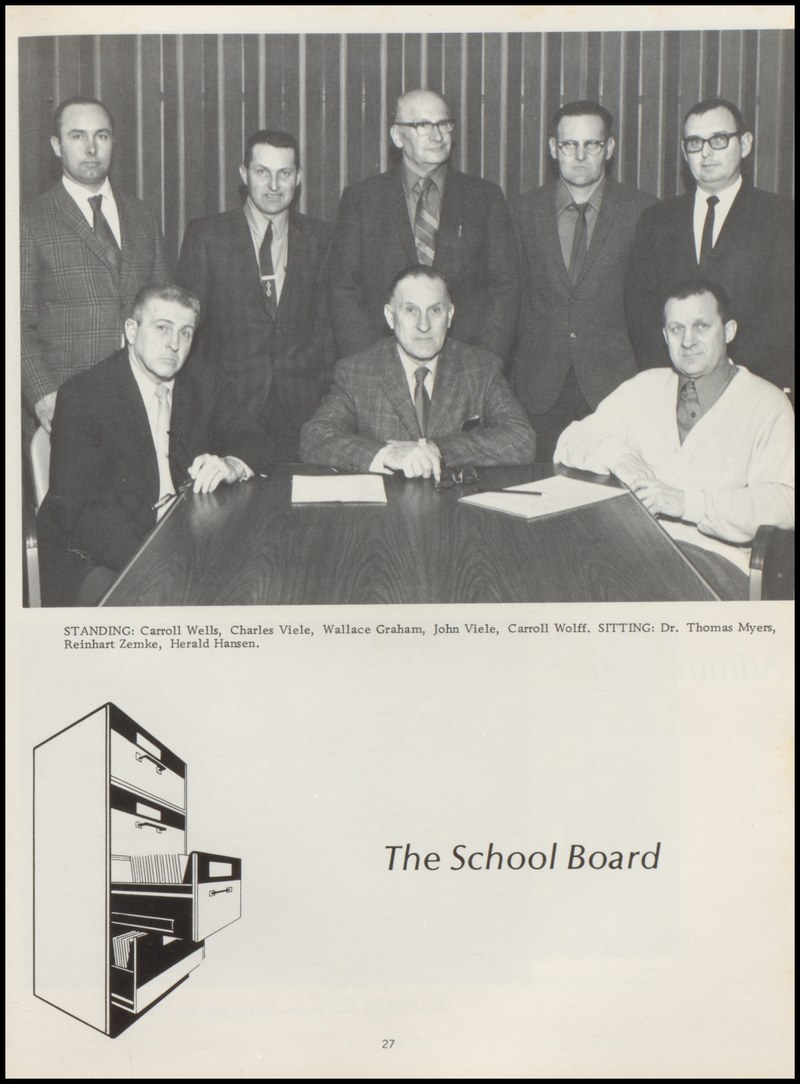 STANDING: Carroll Wells, Charles Viele, Wallace Graham, John Viele, Carroll Wolff. SITTING: Dr. Thomas Myers,
Reinhart Zemke, Herald Hansen.
The School Board
27